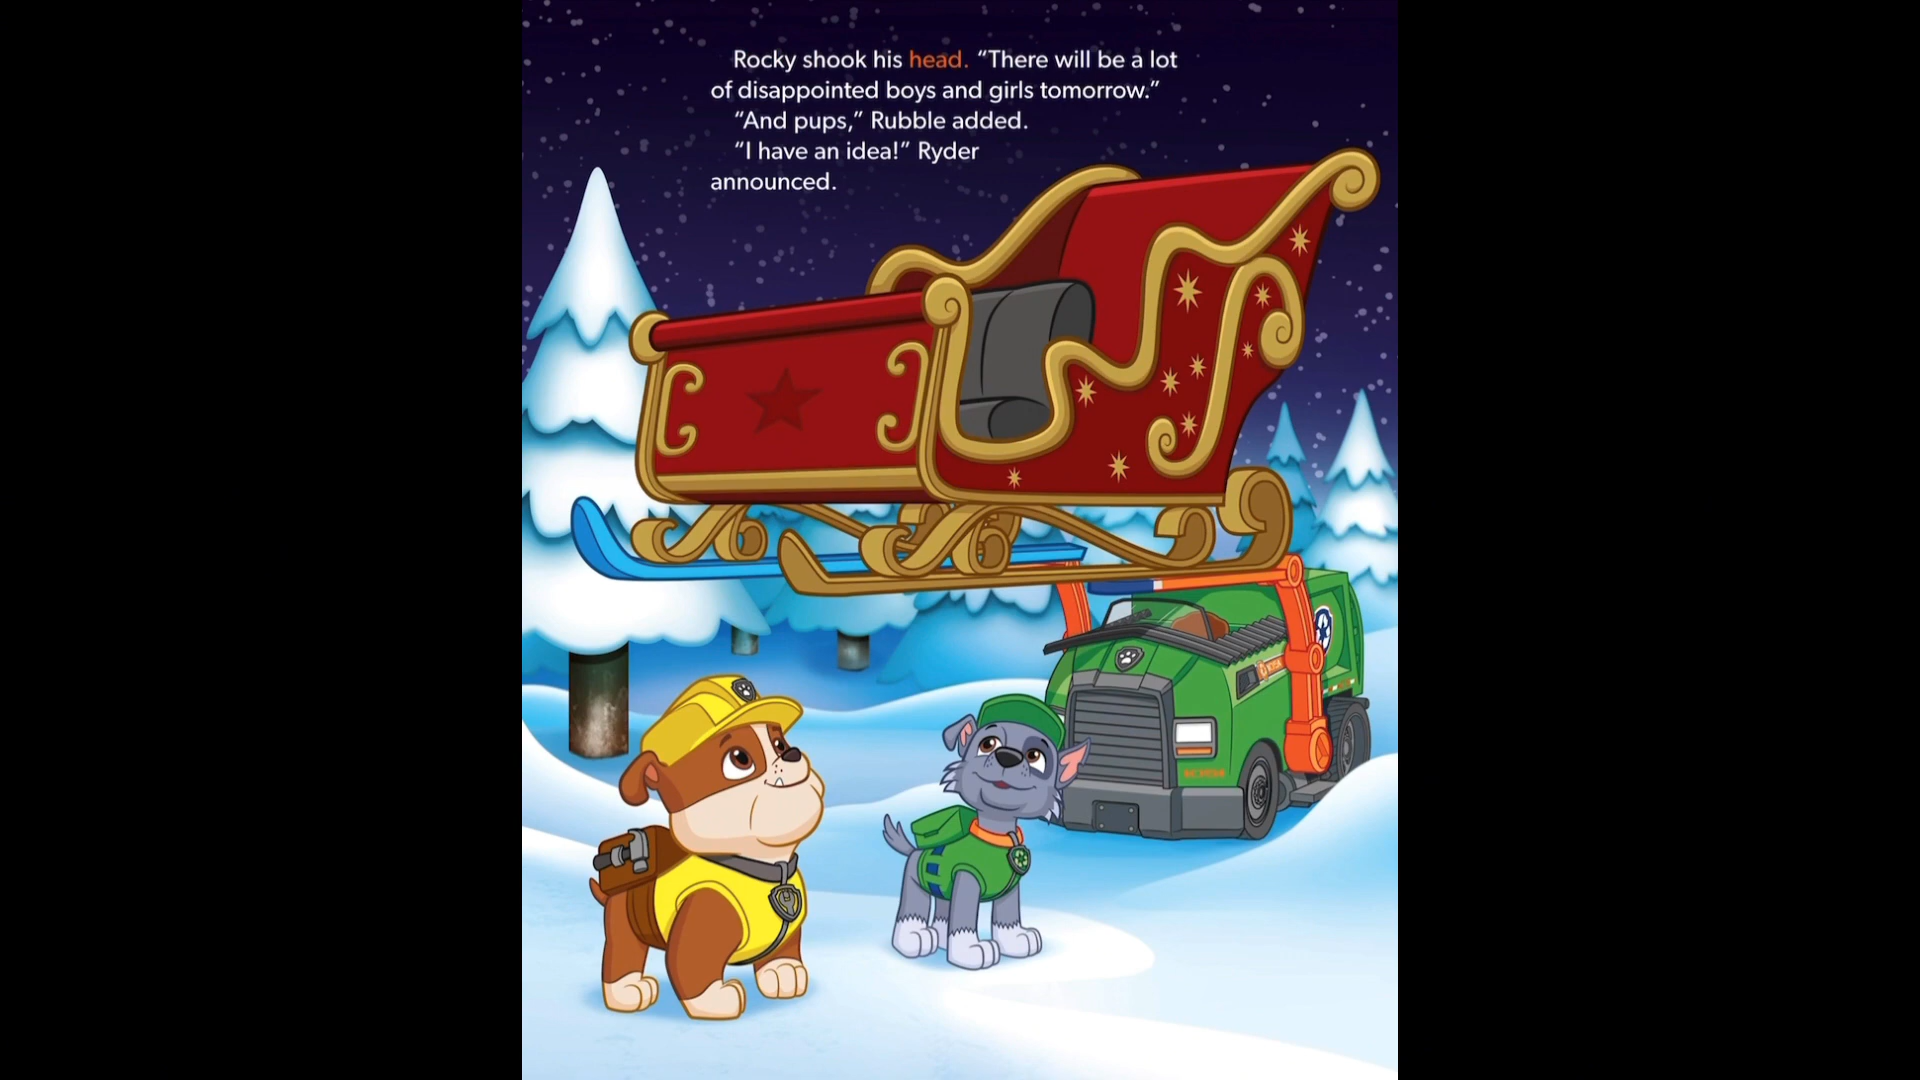 Rocky shook his head. “There will be a lot
of disappointed boys and girls tomorrow.”
“And pups,” Rubble added.
“I have an idea!” Ryder
announced.